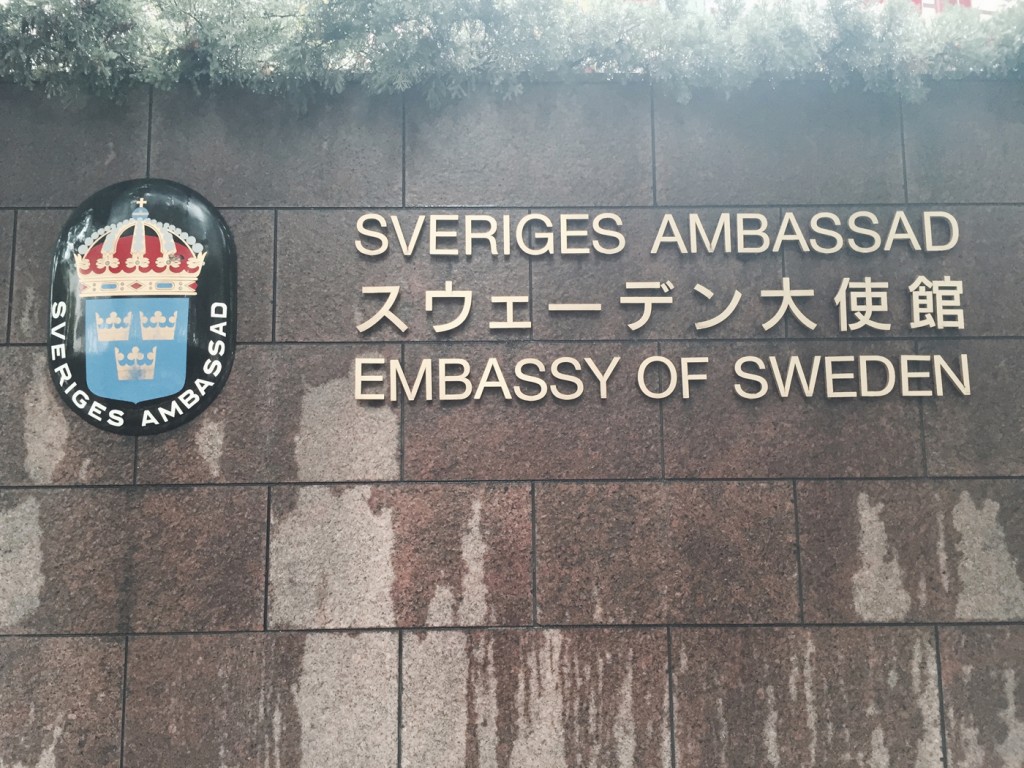 SVERIGES AMBASSAD
SVERIGES AMBASSAD
スウェーデン大使館
EMBASSY OF SWEDEN